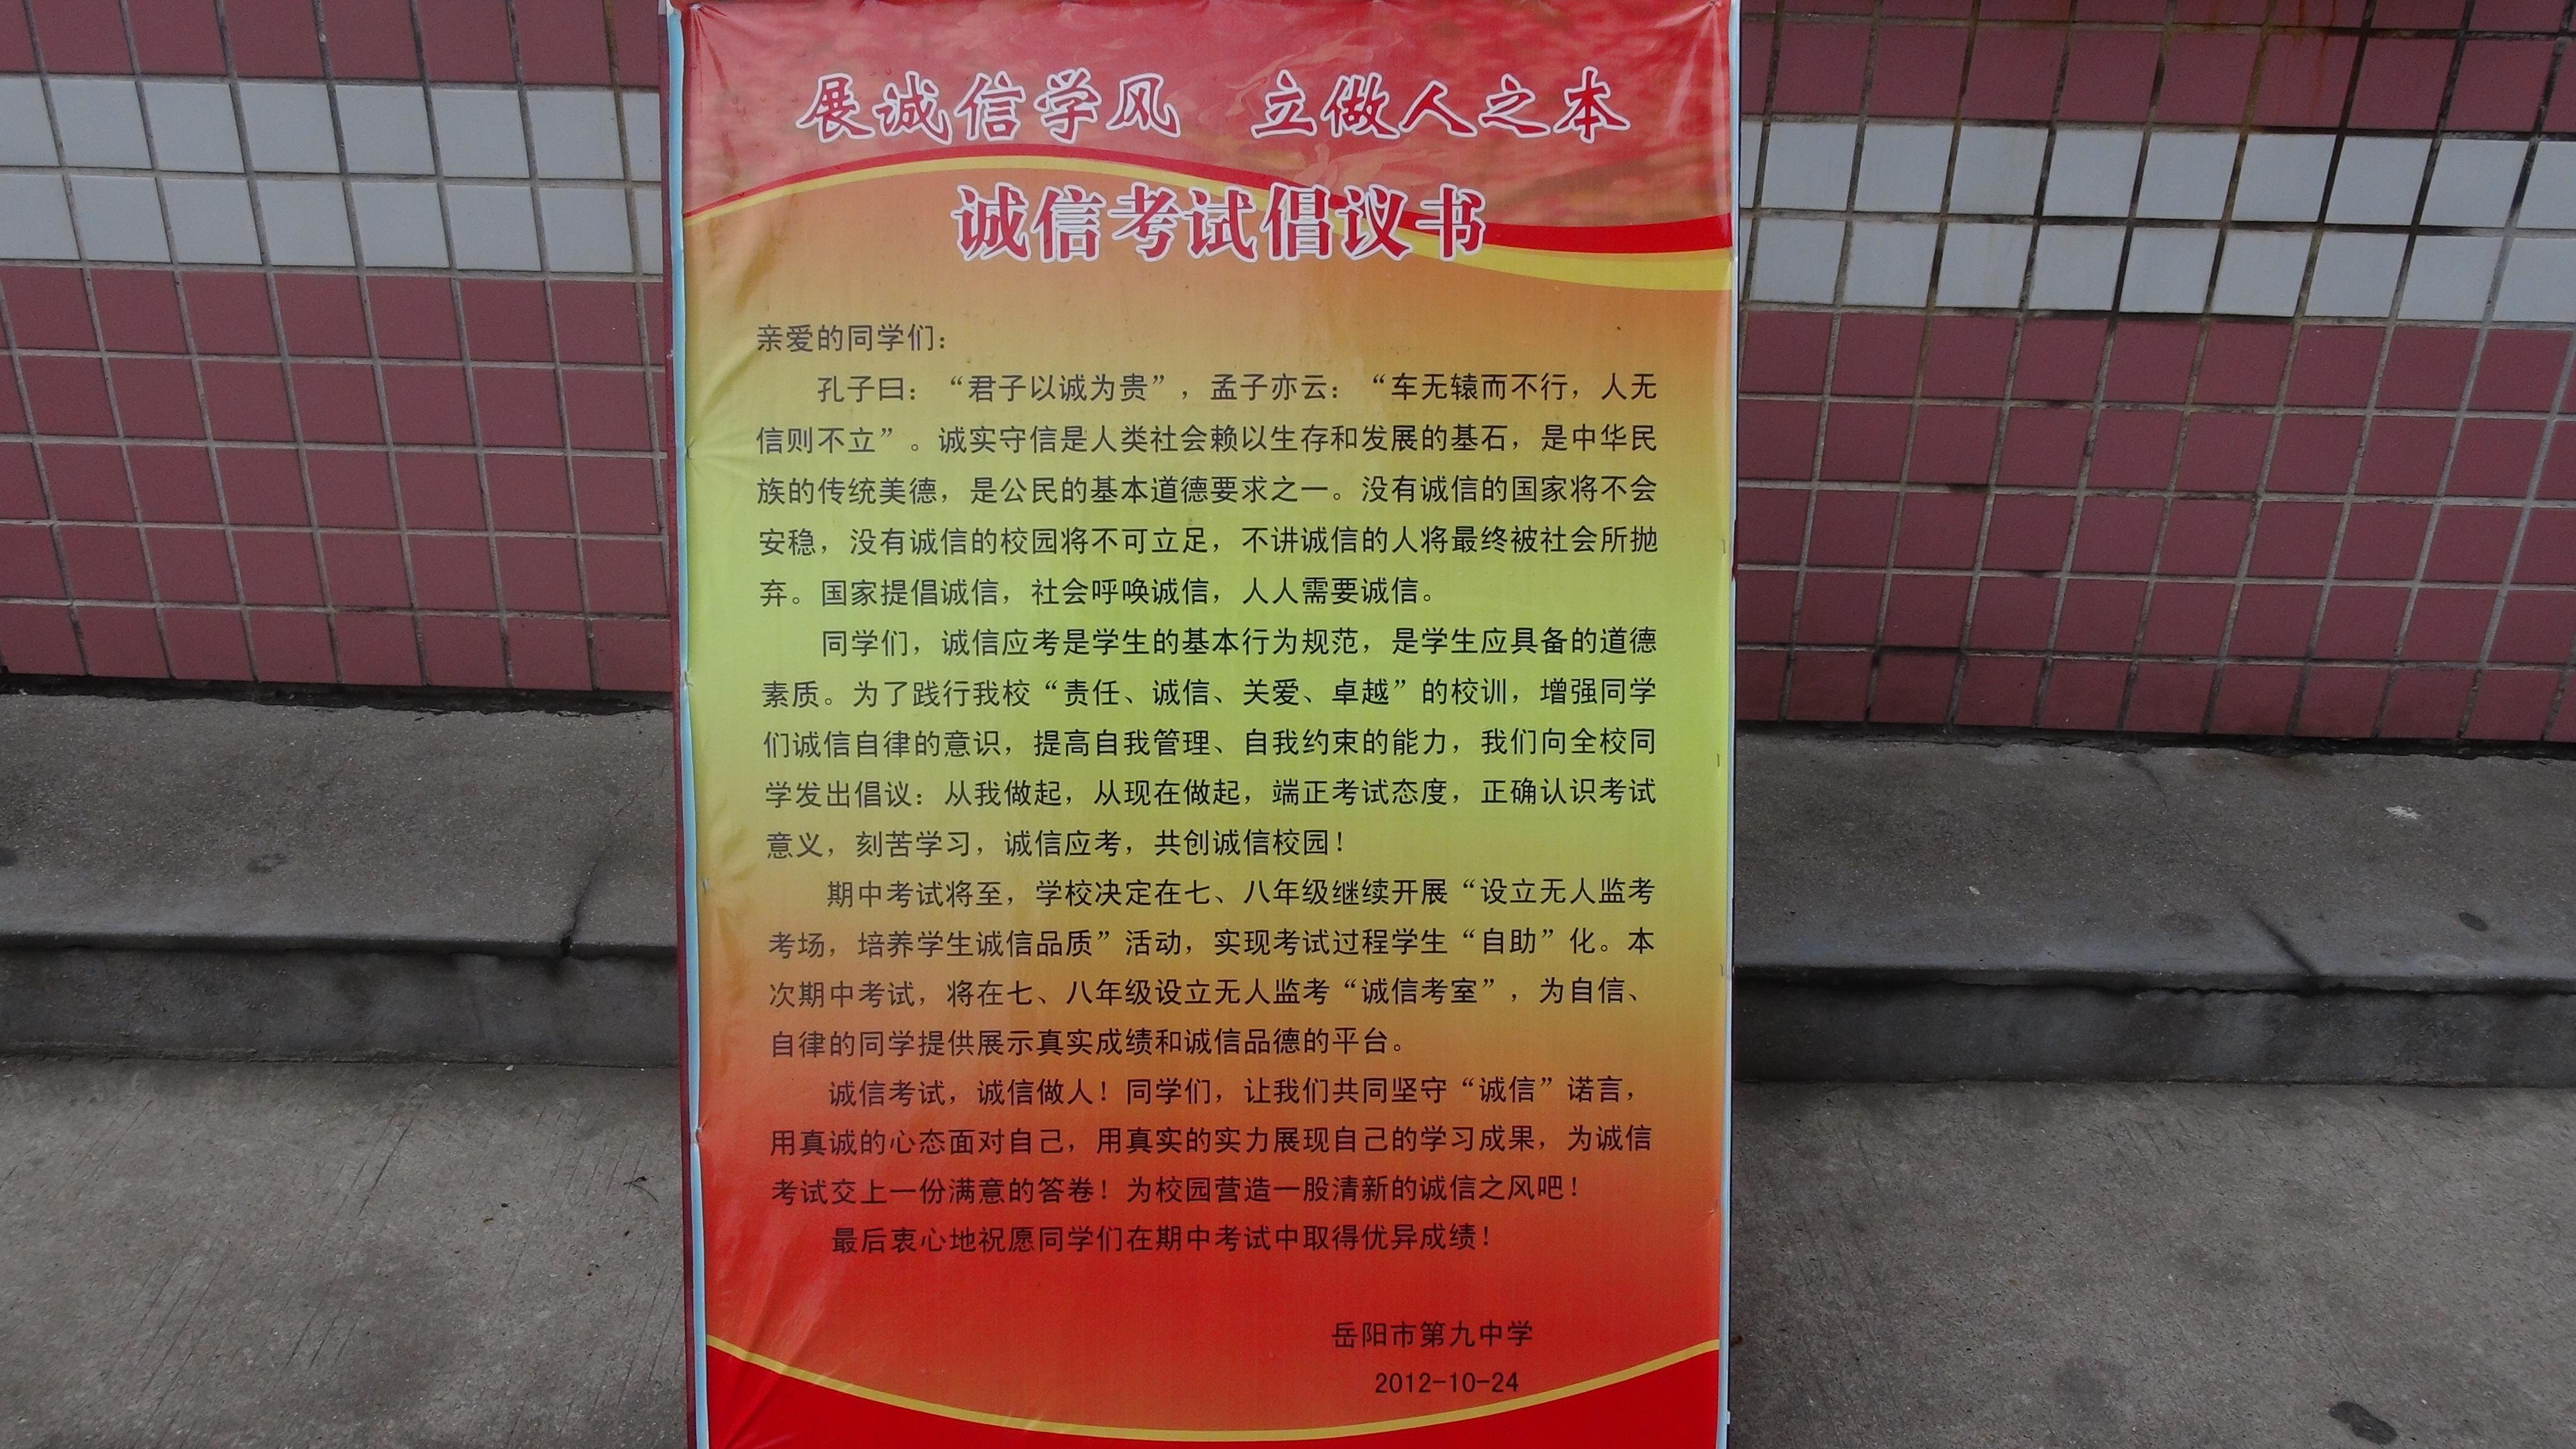 展诚信学风 立做人之本
诚信考试倡议书
亲爱的同学们：
孔子曰：“君子以诚为贵”，孟子亦云：“车无辕而不行，人无
信则不立”。诚实守信是人类社会赖以生存和发展的基石，是中华民
族的传统美德，是公民的基本道德要求之一。没有诚信的国家将不会
安稳，没有诚信的校园将不可立足，不讲诚信的人将最终被社会所抛
弃。国家提倡诚信，社会呼唤诚信，人人需要诚信。
同学们，诚信应考是学生的基本行为规范，是学生应具备的道德
素质。为了践行我校“责任、诚信、关爱、卓越”的校训，增强同学
们诚信自律的意识，提高自我管理、自我约束的能力，我们向全校同
学发出倡议：从我做起，从现在做起，端正考试态度，正确认识考试
意义，刻苦学习，诚信应考，共创诚信校园！
期中考试将至，学校决定在七、八年级继续开展“设立无人监考
考场，培养学生诚信品质”活动，实现考试过程学生“自助”化。本
次期中考试，将在七、八年级设立无人监考“诚信考室”，为自信、
自律的同学提供展示真实成绩和诚信品德的平台。
诚信考试，诚信做人！同学们，让我们共同坚守“诚信”诺言，
用真诚的心态面对自己，用真实的实力展现自己的学习成果，为诚信
考试交上一份满意的答卷！为校园营造一股清新的诚信之风吧！
最后衷心地祝愿同学们在期中考试中取得优异成绩！
岳阳市第九中学
2012-10-24